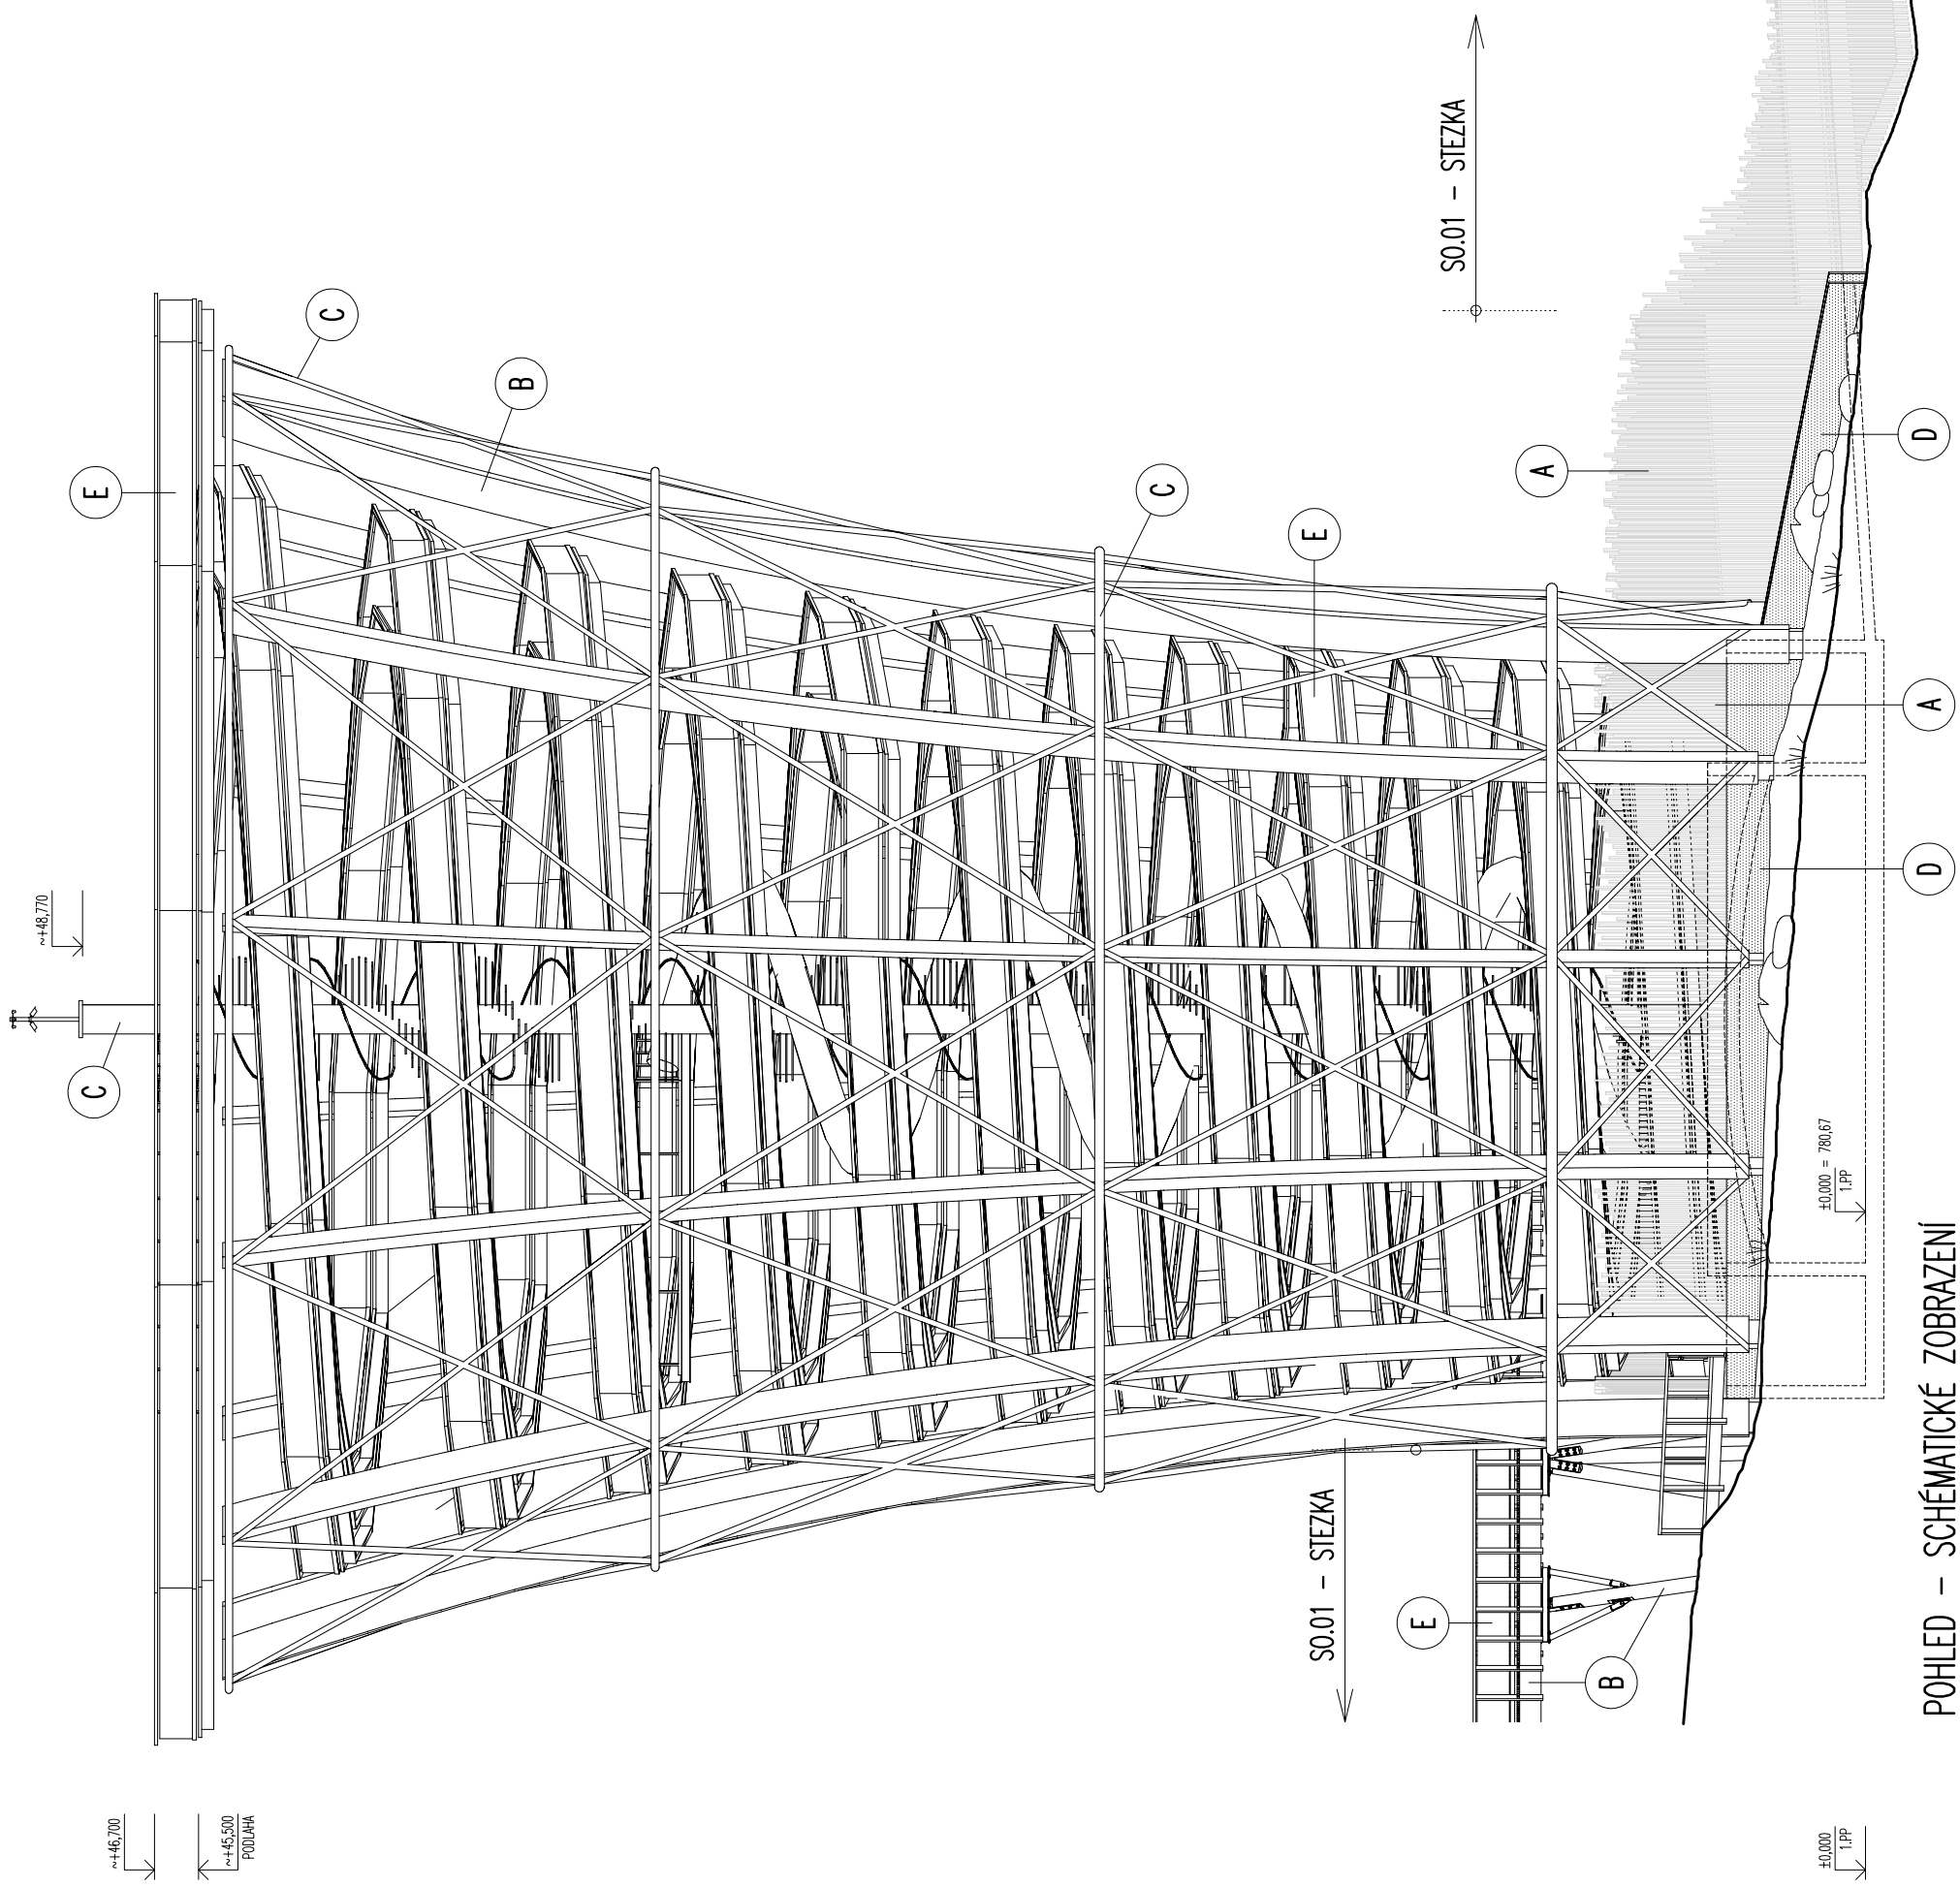 ~+48,770
C
E
C
B
C
E
A
SO.01 – STEZKA
D
A
D
±0,000 = 780,67
1.PP
SO.01 – STEZKA
E
B
~+46,700
~+45,500
PODLAHA
±0,000
1.PP
POHLED – SCHÉMATICKÉ ZOBRAZENÍ